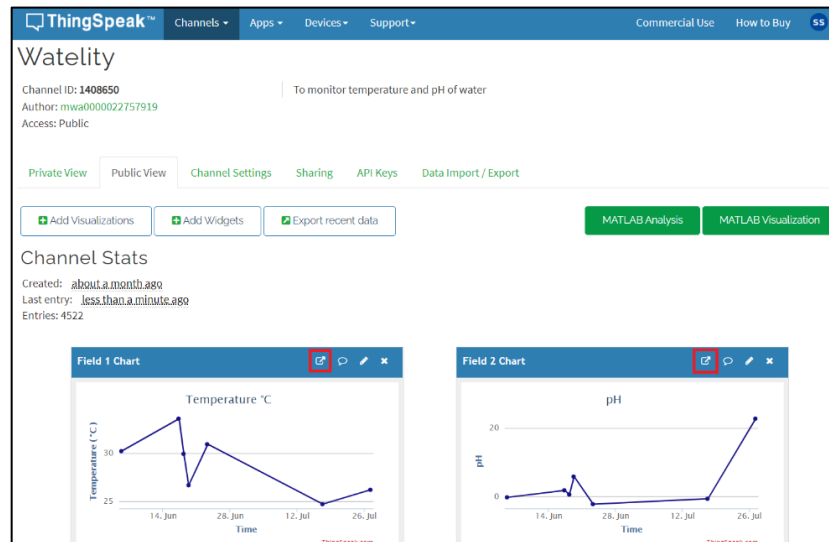 ThingSpeak™ Channels Apps Devices Support Commercial Use How to Buy SS
Watelity
Channel ID: 1408650 To monitor temperature and pH of water
Author: mwa0000022757919
Access: Public
Private View Public View Channel Settings Sharing API Keys Data Import / Export
Add Visualizations Add Widgets Export recent data MATLAB Analysis MATLAB Visualization
Channel Stats
Created: about a month ago
Last entry: less than a minute ago
Entries: 4522
Field 1 Chart
Temperature °C
Temperature (°C)
30
25
14. Jun 28. Jun 12. Jul 26. Jul
Time
ThingSpeak.com
Field 2 Chart
pH
pH
20
0
14. Jun 28. Jun 12. Jul 26. Jul
Time
ThingSpeak.com